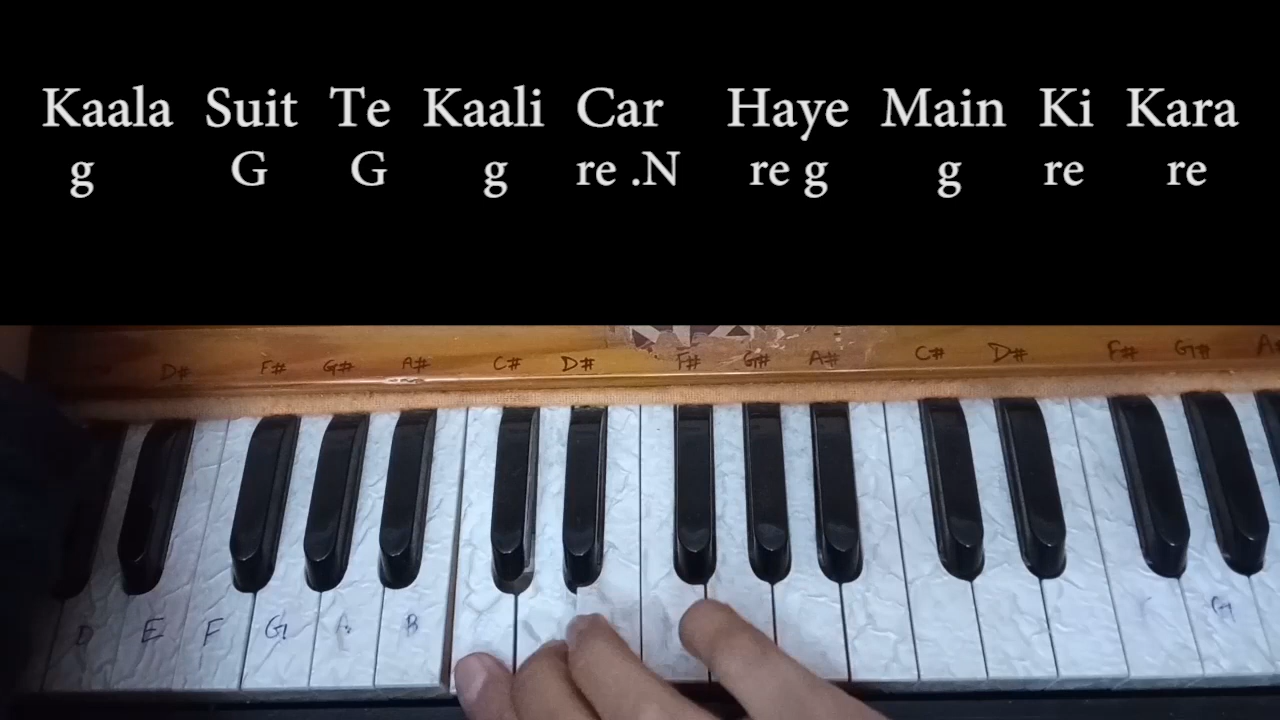 Kaala Suit Te Kaali Car Haye Main Ki Kara
g G G g re .N re g g re re
D# F# G# A# C# D# F# G# A# C# D# F# G#
D E F G B G